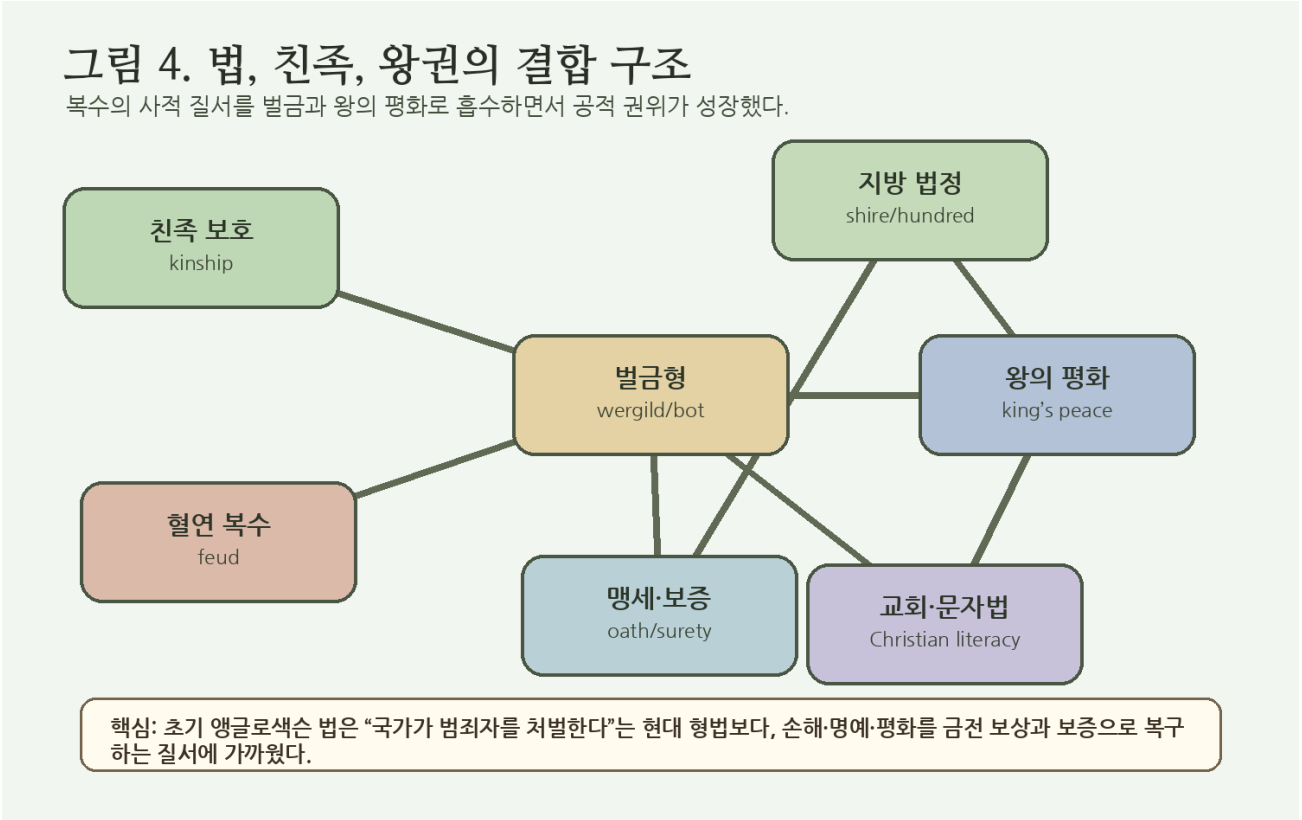 그림 4. 법, 친족, 왕권의 결합 구조
복수의 사적 질서를 벌금과 왕의 평화로 흡수하면서 공적 권위가 성장했다.
지방 법정
shire/hundred
친족 보호
kinship
벌금형
wergild/bot
왕의 평화
king’s peace
혈연 복수
feud
맹세·보증
oath/surety
교회·문자법
Christian literacy
핵심: 초기 앵글로색슨 법은 “국가가 범죄자를 처벌한다”는 현대 형법보다, 손해·명예·평화를 금전 보상과 보증으로 복구
하는 질서에 가까웠다.